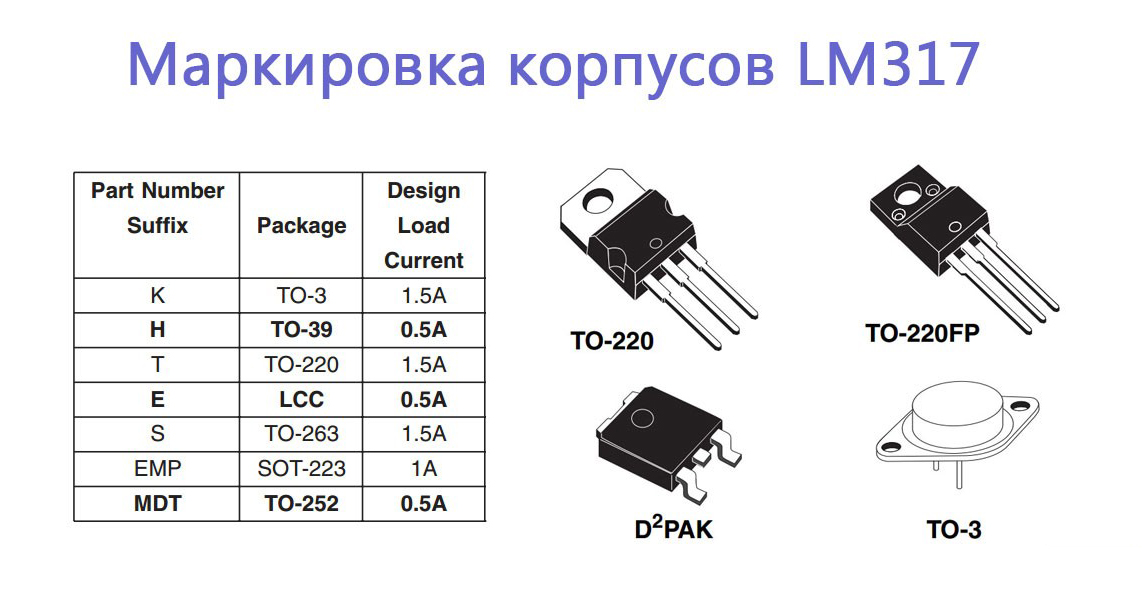 Маркировка корпусов LM317
Part Number Suffix | Package | Design Load Current
K | TO-3 | 1.5A
H | TO-39 | 0.5A
T | TO-220 | 1.5A
E | LCC | 0.5A
S | TO-263 | 1.5A
EMP | SOT-223 | 1A
MDT | TO-252 | 0.5A
TO-220
TO-220FP
D²PAK
TO-3